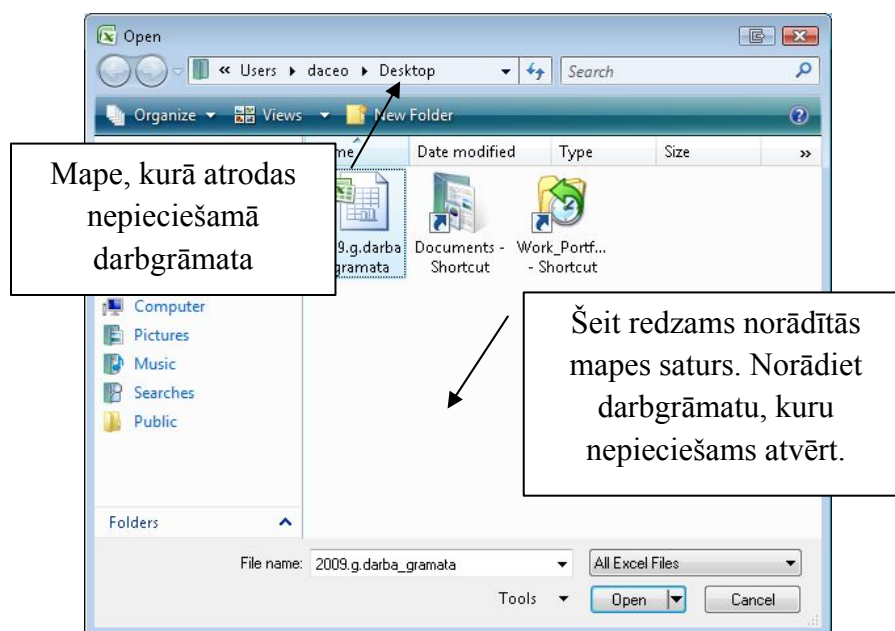 Open
« Users ▸ daceo ▸ Desktop
Search
Organize Views New Folder
Date modified Type Size »
Mape, kurā atrodas
nepieciešamā
darbgrāmata
9.g.darba
gramata
Documents -
Shortcut
Work_Portf...
- Shortcut
Computer
Pictures
Music
Searches
Public
Šeit redzams norādītās
mapes saturs. Norādiet
darbgrāmatu, kuru
nepieciešams atvērt.
Folders
File name: 2009.g.darba_gramata All Excel Files
Tools Open Cancel